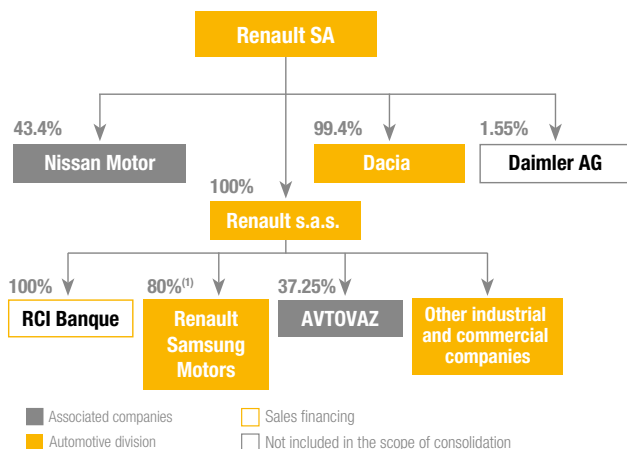 Renault SA
43.4%
99.4%
1.55%
Nissan Motor
Dacia
Daimler AG
100%
Renault s.a.s.
100%
80%(1)
37.25%
RCI Banque
Renault
Samsung
Motors
AVTOVAZ
Other industrial
and commercial
companies
Associated companies
Sales financing
Automotive division
Not included in the scope of consolidation